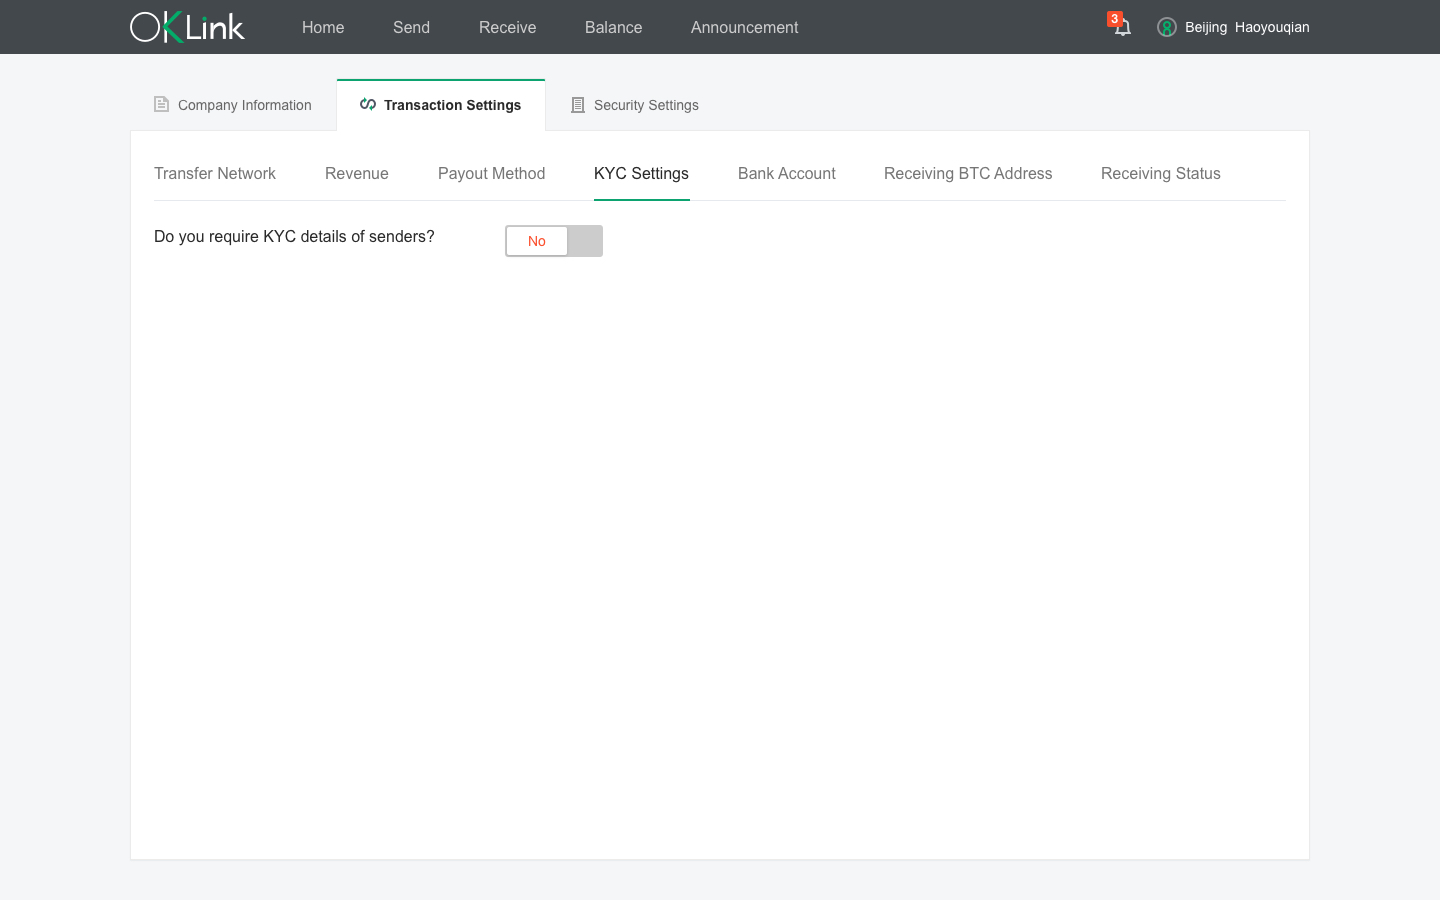 OKLink Home Send Receive Balance Announcement 3 Beijing Haoyouqian
Company Information Transaction Settings Security Settings
Transfer Network Revenue Payout Method KYC Settings Bank Account Receiving BTC Address Receiving Status
Do you require KYC details of senders? No